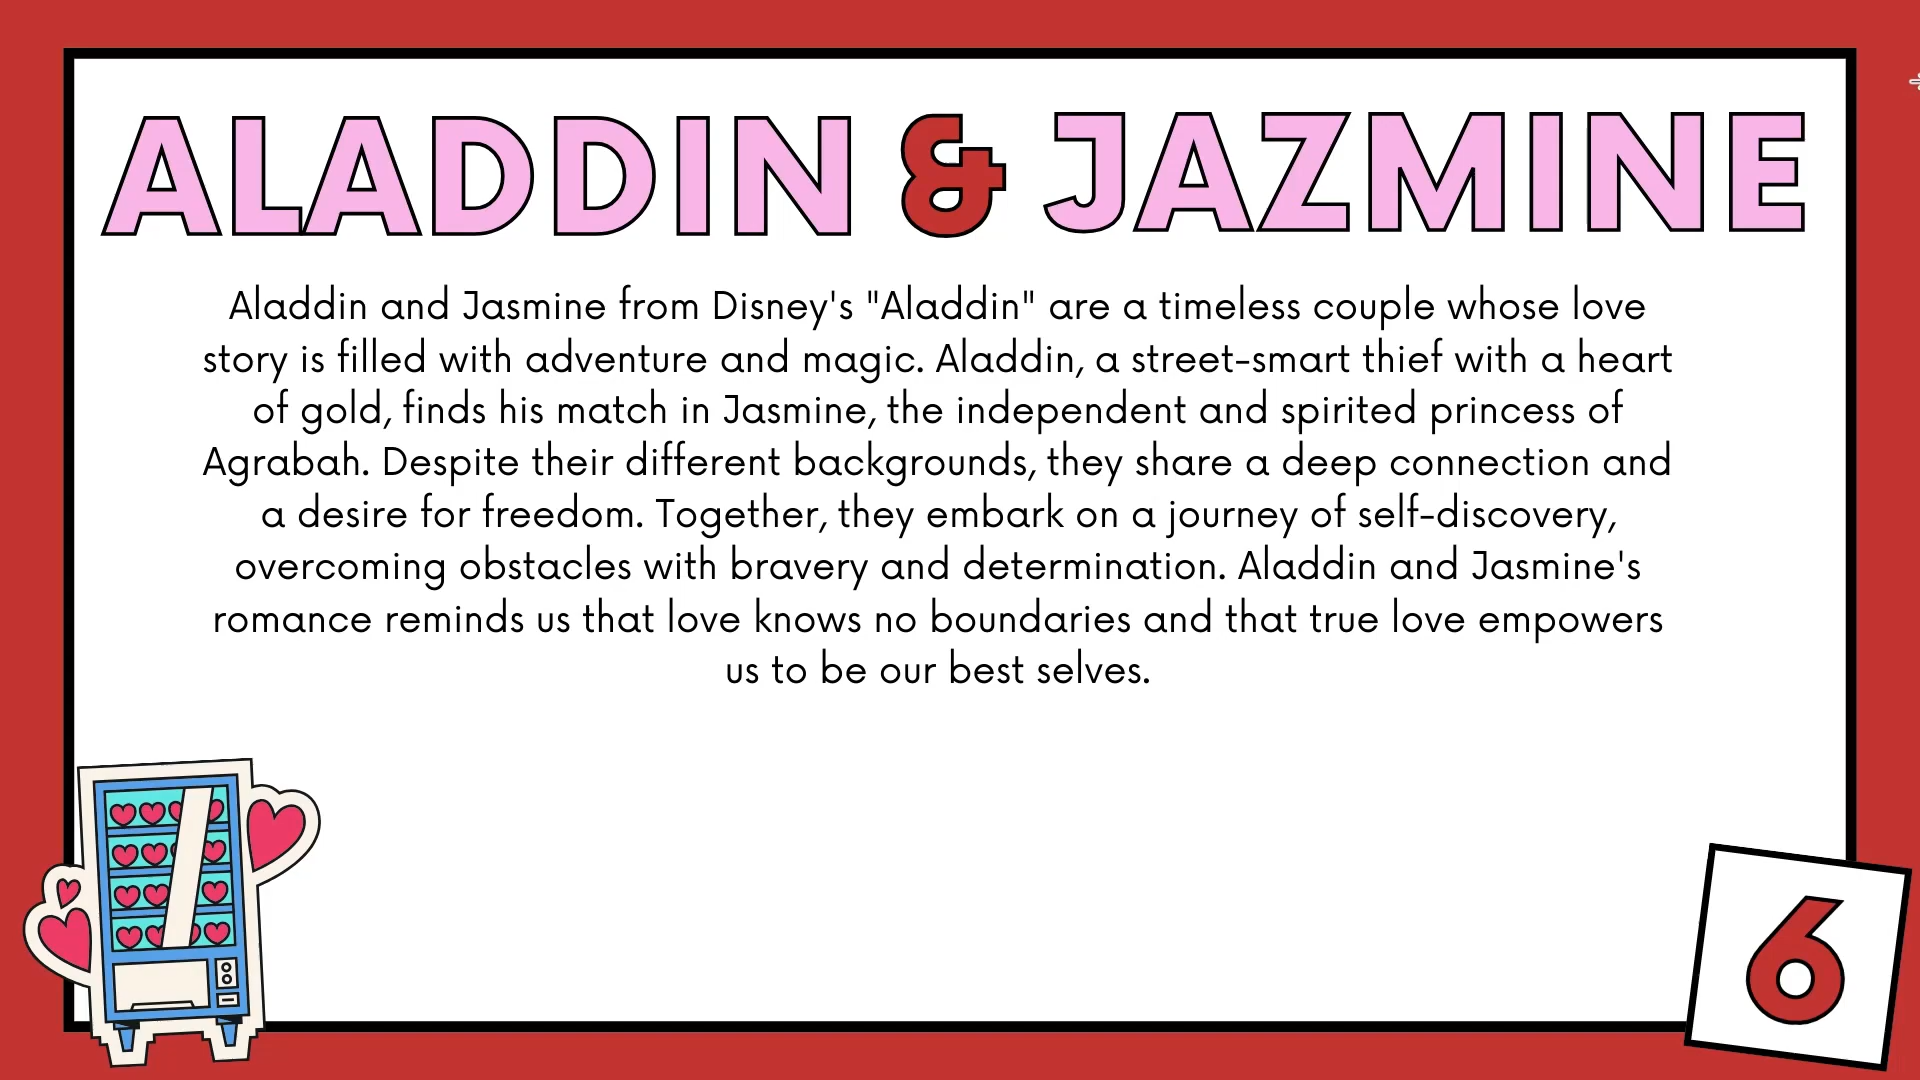 ALADDIN & JAZMINE
Aladdin and Jasmine from Disney's "Aladdin" are a timeless couple whose love
story is filled with adventure and magic. Aladdin, a street-smart thief with a heart
of gold, finds his match in Jasmine, the independent and spirited princess of
Agrabah. Despite their different backgrounds, they share a deep connection and
a desire for freedom. Together, they embark on a journey of self-discovery,
overcoming obstacles with bravery and determination. Aladdin and Jasmine's
romance reminds us that love knows no boundaries and that true love empowers
us to be our best selves.
6